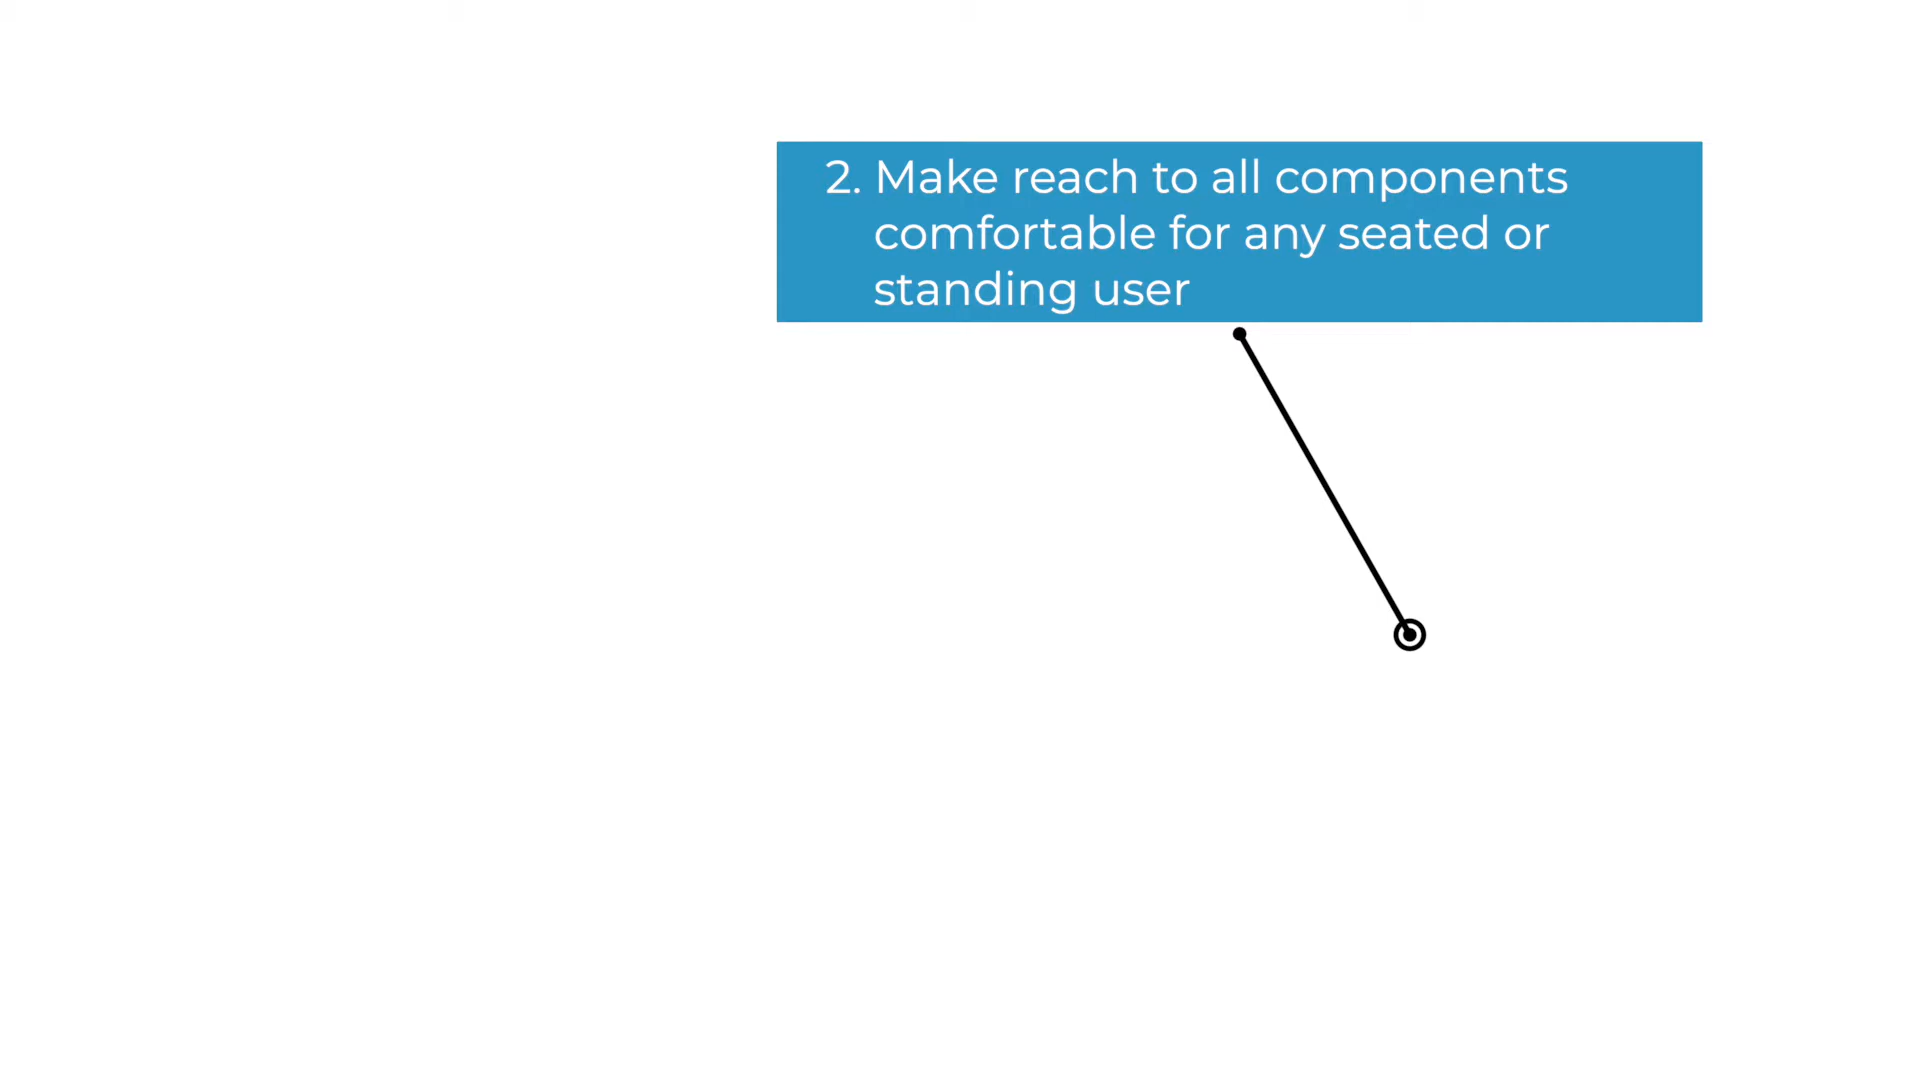 2. Make reach to all components
comfortable for any seated or
standing user